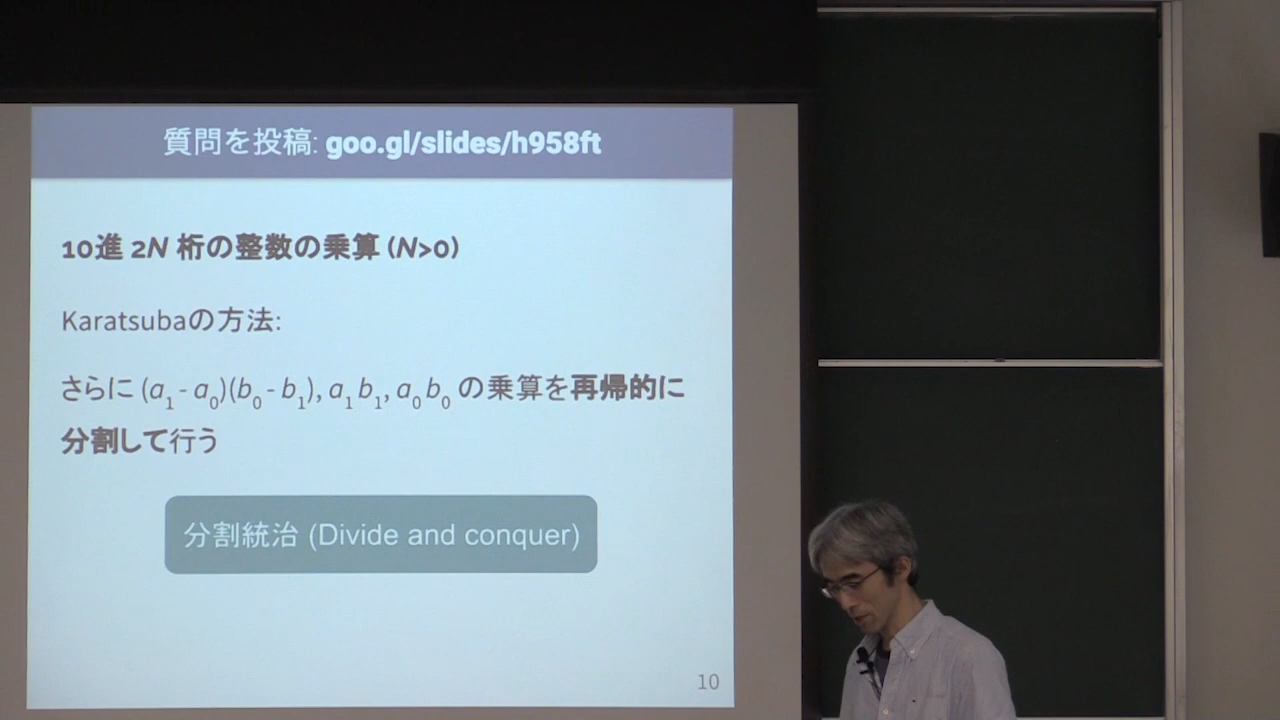 質問を投稿: goo.gl/slides/h958ft
10進 2N 桁の整数の乗算 (N>0)
Karatsubaの方法:
さらに (a1 - a0)(b0 - b1), a1 b1, a0 b0 の乗算を再帰的に
分割して行う
分割統治 (Divide and conquer)
10